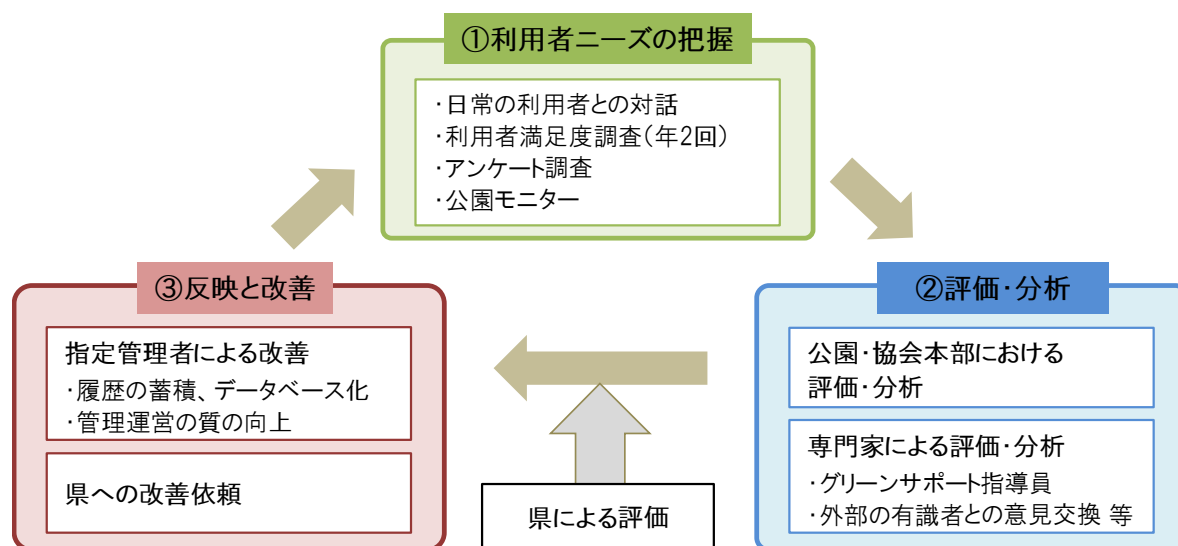 ①利用者ニーズの把握
・日常の利用者との対話
・利用者満足度調査(年2回)
・アンケート調査
・公園モニター
②評価・分析
公園・協会本部における
評価・分析
専門家による評価・分析
・グリーンサポート指導員
・外部の有識者との意見交換 等
③反映と改善
指定管理者による改善
・履歴の蓄積、データベース化
・管理運営の質の向上
県への改善依頼
県による評価